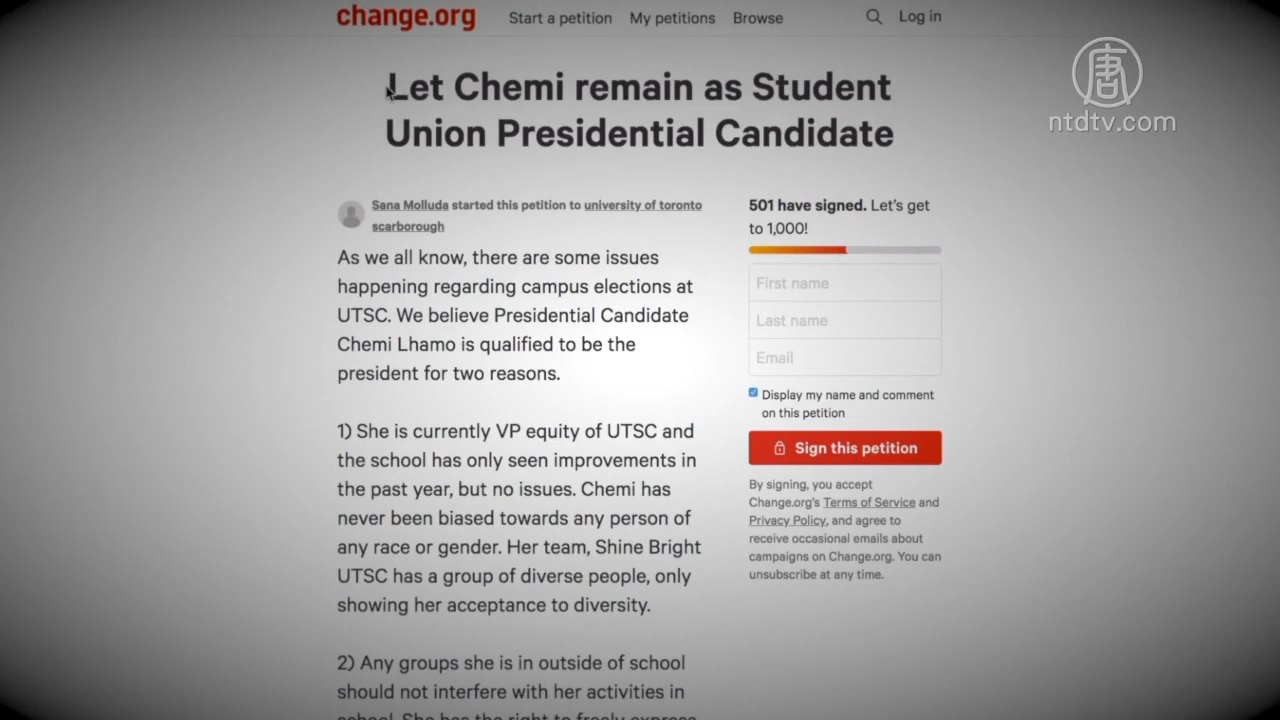 change.org Start a petition My petitions Browse Log in
唐
ntdtv.com
Let Chemi remain as Student
Union Presidential Candidate
Sana Molluda started this petition to university of toronto
scarborough
As we all know, there are some issues
happening regarding campus elections at
UTSC. We believe Presidential Candidate
Chemi Lhamo is qualified to be the
president for two reasons.
1) She is currently VP equity of UTSC and
the school has only seen improvements in
the past year, but no issues. Chemi has
never been biased towards any person of
any race or gender. Her team, Shine Bright
UTSC has a group of diverse people, only
showing her acceptance to diversity.
2) Any groups she is in outside of school
should not interfere with her activities in
school. She has the right to freely express
501 have signed. Let's get
to 1,000!
First name
Last name
Email
Display my name and comment
on this petition
Sign this petition
By signing, you accept
Change.org's Terms of Service and
Privacy Policy, and agree to
receive occasional emails about
campaigns on Change.org. You can
unsubscribe at any time.